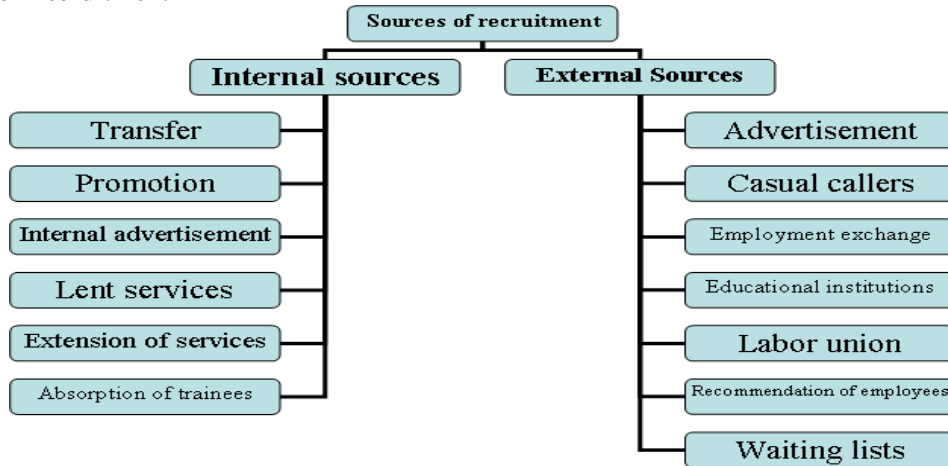 Sources of recruitment
Internal sources
External Sources
Transfer
Promotion
Internal advertisement
Lent services
Extension of services
Absorption of trainees
Advertisement
Casual callers
Employment exchange
Educational institutions
Labor union
Recommendation of employees
Waiting lists